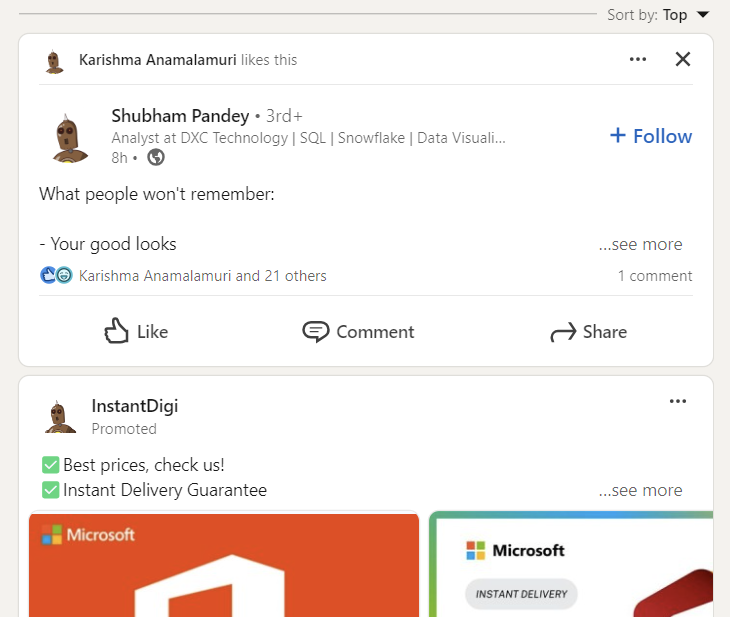 Sort by: Top
Karishma Anamalamuri likes this
Shubham Pandey • 3rd+
Analyst at DXC Technology | SQL | Snowflake | Data Visuali...
+ Follow
8h •
What people won't remember:
- Your good looks
...see more
Karishma Anamalamuri and 21 others
1 comment
Like
Comment
Share
InstantDigi
Promoted
✅Best prices, check us!
✅Instant Delivery Guarantee
...see more
Microsoft
Microsoft
INSTANT DELIVERY